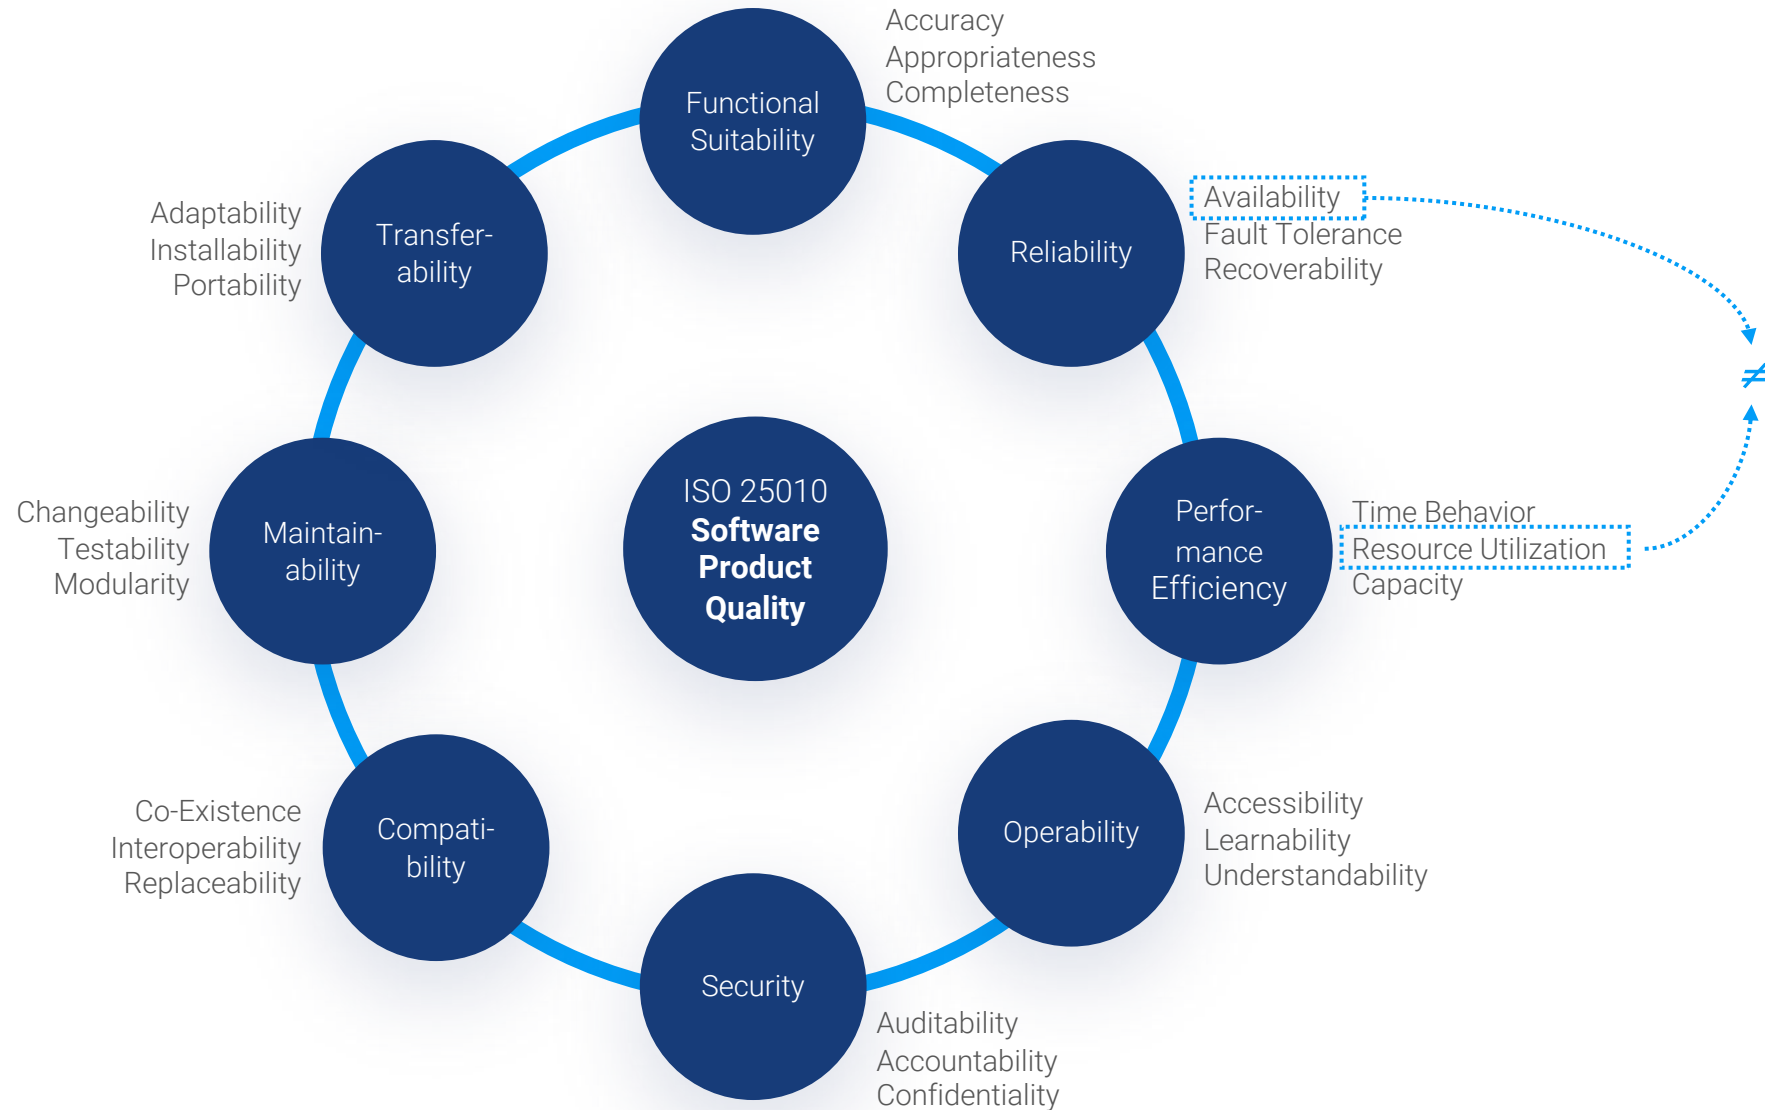 Functional
Suitability
Accuracy
Appropriateness
Completeness
Reliability
Availability
Fault Tolerance
Recoverability
≠
Perfor-
mance
Efficiency
Time Behavior
Resource Utilization
Capacity
Operability
Accessibility
Learnability
Understandability
Security
Auditability
Accountability
Confidentiality
Compati-
bility
Co-Existence
Interoperability
Replaceability
Maintain-
ability
Changeability
Testability
Modularity
Transfer-
ability
Adaptability
Installability
Portability
ISO 25010
Software
Product
Quality